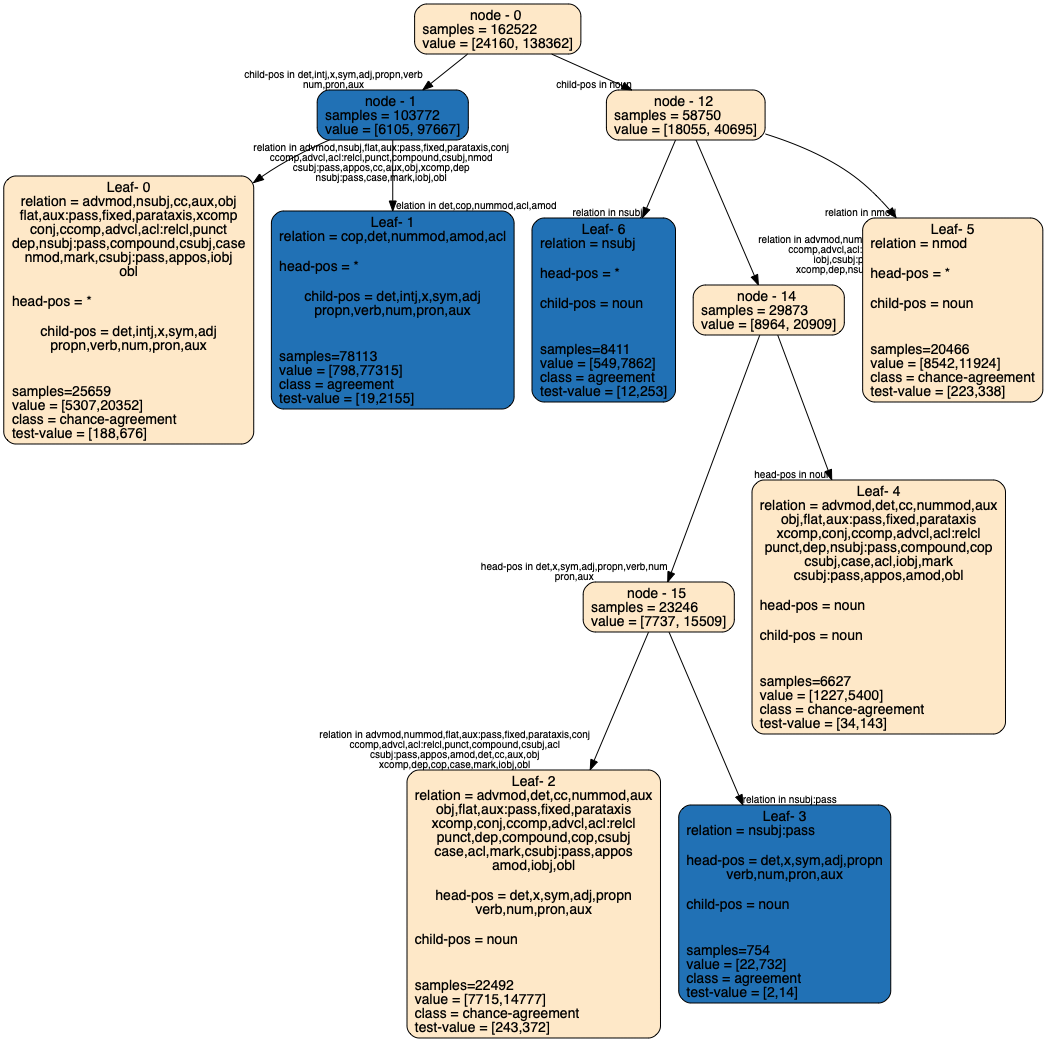 node - 0
samples = 162522
value = [24160, 138362]
child-pos in det,intj,x,sym,adj,propn,verb
num,pron,aux
child-pos in noun
node - 1
samples = 103772
value = [6105, 97667]
node - 12
samples = 58750
value = [18055, 40695]
relation in advmod,nsubj,flat,aux:pass,fixed,parataxis,conj
ccomp,advcl,acl:relcl,punct,compound,csubj,nmod
csubj:pass,appos,cc,aux,obj,xcomp,dep
nsubj:pass,case,mark,iobj,obl
relation in det,cop,nummod,acl,amod
relation in nsubj
relation in nmod
Leaf- 0
relation = advmod,nsubj,cc,aux,obj
flat,aux:pass,fixed,parataxis,xcomp
conj,ccomp,advcl,acl:relcl,punct
dep,nsubj:pass,compound,csubj,case
nmod,mark,csubj:pass,appos,iobj
obl
head-pos = *
child-pos = det,intj,x,sym,adj
propn,verb,num,pron,aux
samples=25659
value = [5307,20352]
class = chance-agreement
test-value = [188,676]
Leaf- 1
relation = cop,det,nummod,amod,acl
head-pos = *
child-pos = det,intj,x,sym,adj
propn,verb,num,pron,aux
samples=78113
value = [798,77315]
class = agreement
test-value = [19,2155]
Leaf- 6
relation = nsubj
head-pos = *
child-pos = noun
samples=8411
value = [549,7862]
class = agreement
test-value = [12,253]
relation in advmod,num
ccomp,advcl,acl:
iobj,csubj:p
xcomp,dep,nsu
Leaf- 5
relation = nmod
head-pos = *
child-pos = noun
samples=20466
value = [8542,11924]
class = chance-agreement
test-value = [223,338]
node - 14
samples = 29873
value = [8964, 20909]
head-pos in noun
Leaf- 4
relation = advmod,det,cc,nummod,aux
obj,flat,aux:pass,fixed,parataxis
xcomp,conj,ccomp,advcl,acl:relcl
punct,dep,nsubj:pass,compound,cop
csubj,case,acl,iobj,mark
csubj:pass,appos,amod,obl
head-pos = noun
child-pos = noun
samples=6627
value = [1227,5400]
class = chance-agreement
test-value = [34,143]
head-pos in det,x,sym,adj,propn,verb,num
pron,aux
node - 15
samples = 23246
value = [7737, 15509]
relation in advmod,nummod,flat,aux:pass,fixed,parataxis,conj
ccomp,advcl,acl:relcl,punct,compound,csubj,acl
csubj:pass,appos,amod,det,cc,aux,obj
xcomp,dep,cop,case,mark,iobj,obl
relation in nsubj:pass
Leaf- 2
relation = advmod,det,cc,nummod,aux
obj,flat,aux:pass,fixed,parataxis
xcomp,conj,ccomp,advcl,acl:relcl
punct,dep,compound,cop,csubj
case,acl,mark,csubj:pass,appos
amod,iobj,obl
head-pos = det,x,sym,adj,propn
verb,num,pron,aux
child-pos = noun
samples=22492
value = [7715,14777]
class = chance-agreement
test-value = [243,372]
Leaf- 3
relation = nsubj:pass
head-pos = det,x,sym,adj,propn
verb,num,pron,aux
child-pos = noun
samples=754
value = [22,732]
class = agreement
test-value = [2,14]